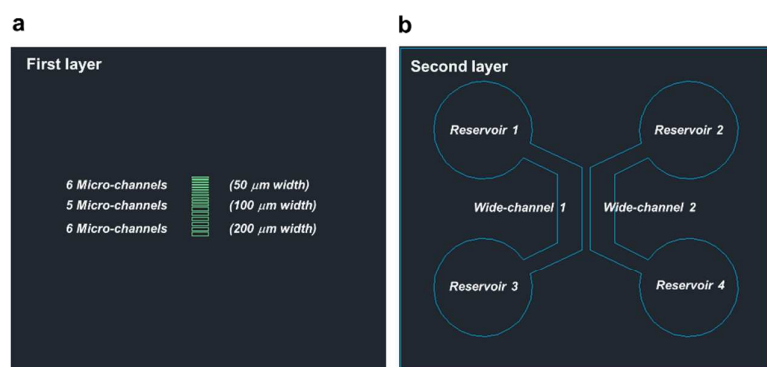 a
First layer
6 Micro-channels (50 μm width)
5 Micro-channels (100 μm width)
6 Micro-channels (200 μm width)
b
Second layer
Reservoir 1 Reservoir 2
Wide-channel 1 Wide-channel 2
Reservoir 3 Reservoir 4